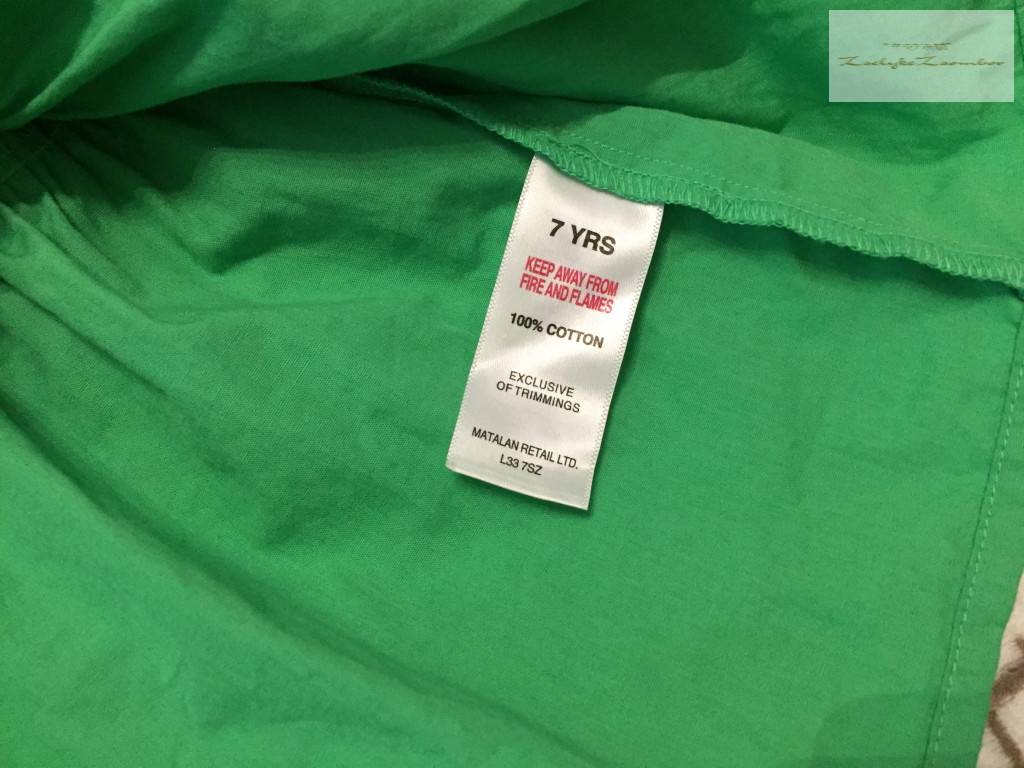 7 YRS
KEEP AWAY FROM
FIRE AND FLAMES
100% COTTON
EXCLUSIVE
OF TRIMMINGS
MATALAN RETAIL LTD.
L33 7SZ